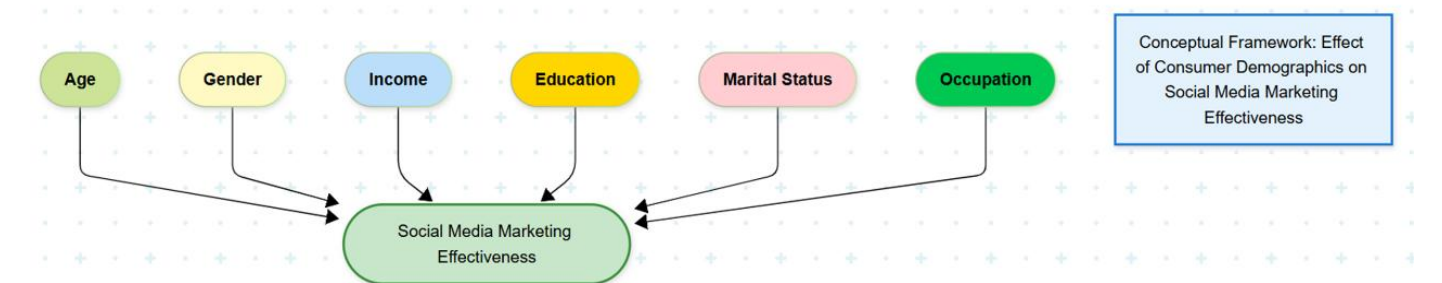 Age
Gender
Income
Education
Marital Status
Occupation
Conceptual Framework: Effect
of Consumer Demographics on
Social Media Marketing
Effectiveness
Social Media Marketing
Effectiveness